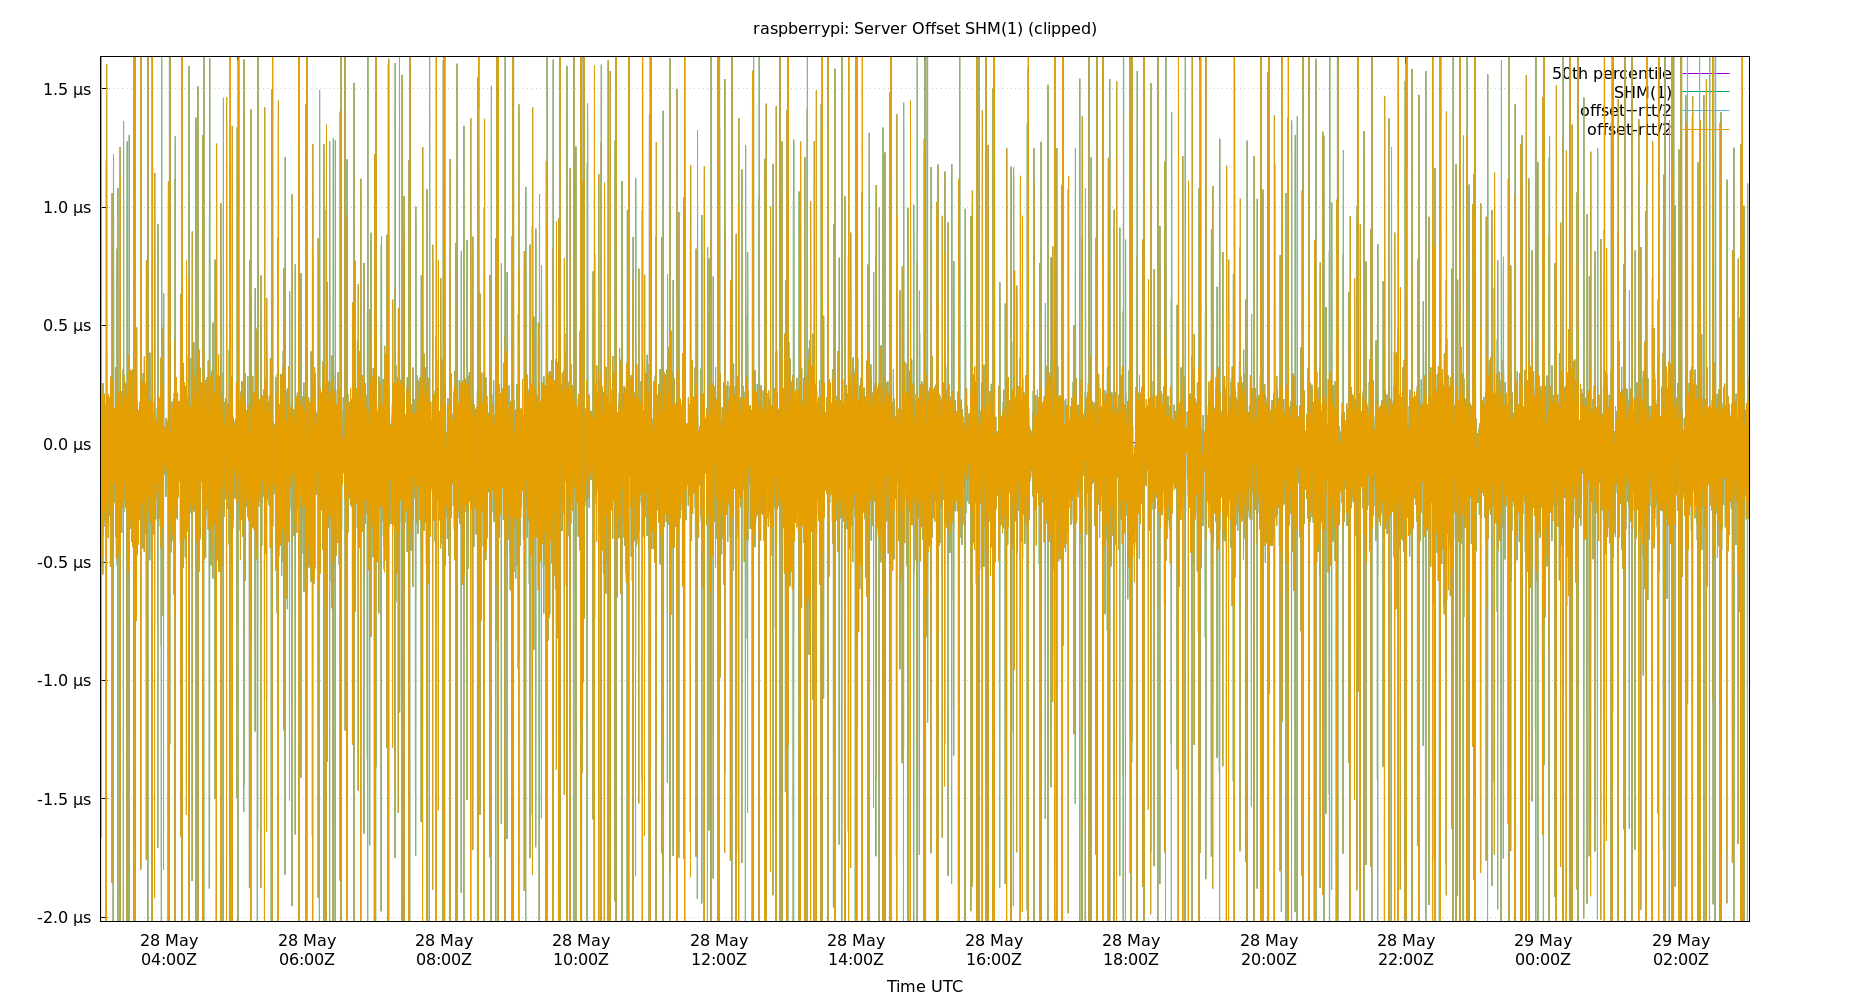 raspberrypi: Server Offset SHM(1) (clipped)
50th percentile
SHM(1)
offset+rtt/2
offset-rtt/2
1.5 µs
1.0 µs
0.5 µs
0.0 µs
-0.5 µs
-1.0 µs
-1.5 µs
-2.0 µs
28 May 28 May 28 May 28 May 28 May 28 May 28 May 28 May 28 May 28 May 29 May 29 May
04:00Z 06:00Z 08:00Z 10:00Z 12:00Z 14:00Z 16:00Z 18:00Z 20:00Z 22:00Z 00:00Z 02:00Z
Time UTC